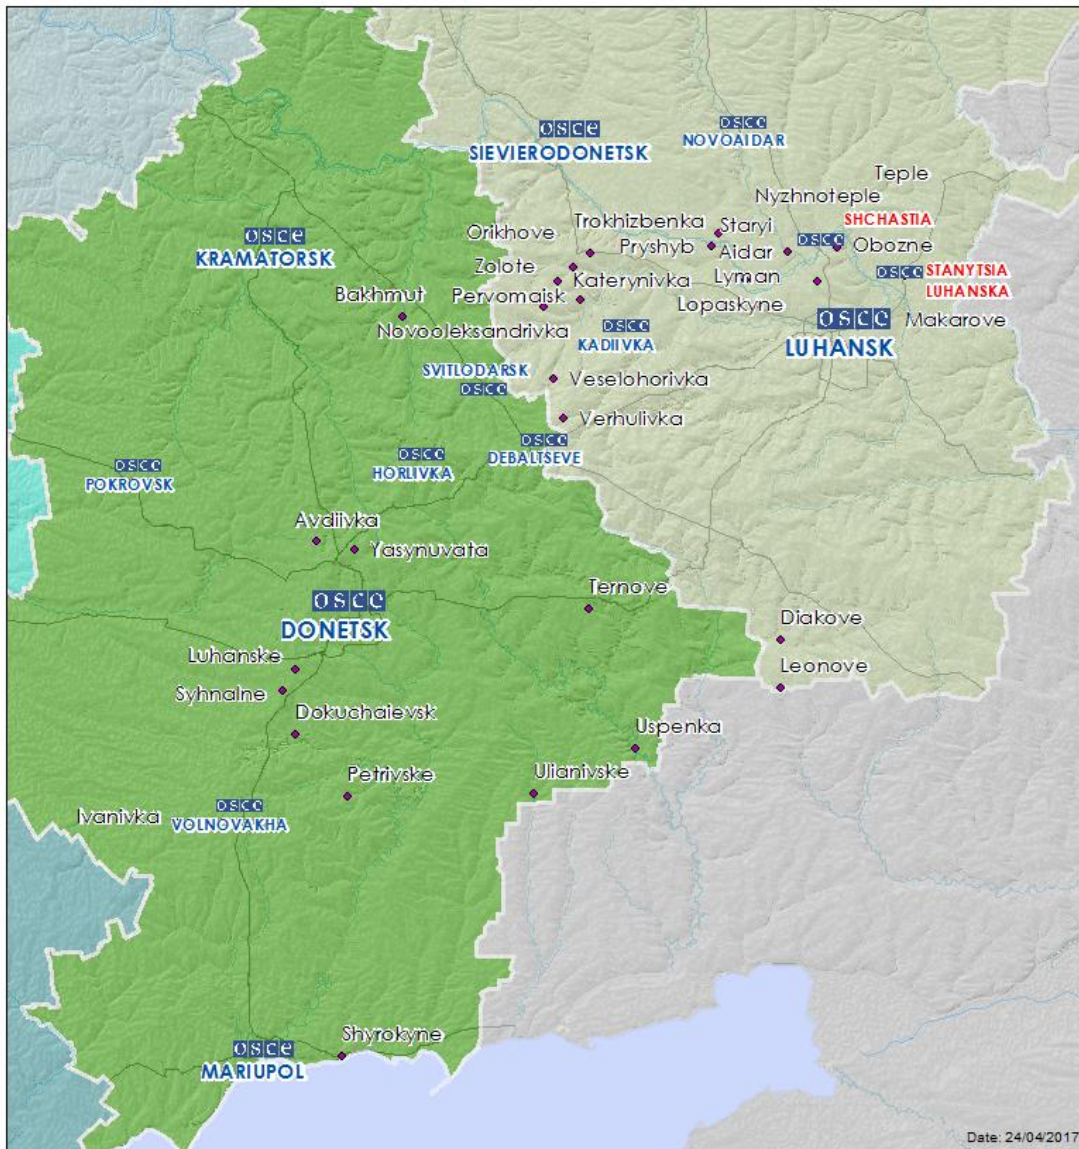 OSCE
SIEVIERODONETSK
OSCE
NOVOAIDAR
Teple
Nyzhnoteple
SHCHASTIA
Trokhizbenka
Staryi
Aidar
Orikhove
Pryshyb
OSCE
Obozne
OSCE
KRAMATORSK
Zolote
Katerynivka
Lyman
OSCE
STANYTSIA
LUHANSKA
Bakhmut
Pervomaisk
Lopaskyne
Novooleksandrivka
OSCE
KADIIVKA
OSCE
LUHANSK
Makarove
SVITLODARSK
OSCE
Veselohorivka
Verhulivka
OSCE
DEBALTSEVE
OSCE
HORLIVKA
OSCE
POKROVSK
Avdiivka
Yasynuvata
Ternove
OSCE
DONETSK
Diakove
Luhanske
Leonove
Syhnalne
Dokuchaievsk
Uspenka
Petrivske
Ulianivske
Ivanivka
OSCE
VOLNOVAKHA
Shyrokyne
OSCE
MARIUPOL
Date: 24/04/2017